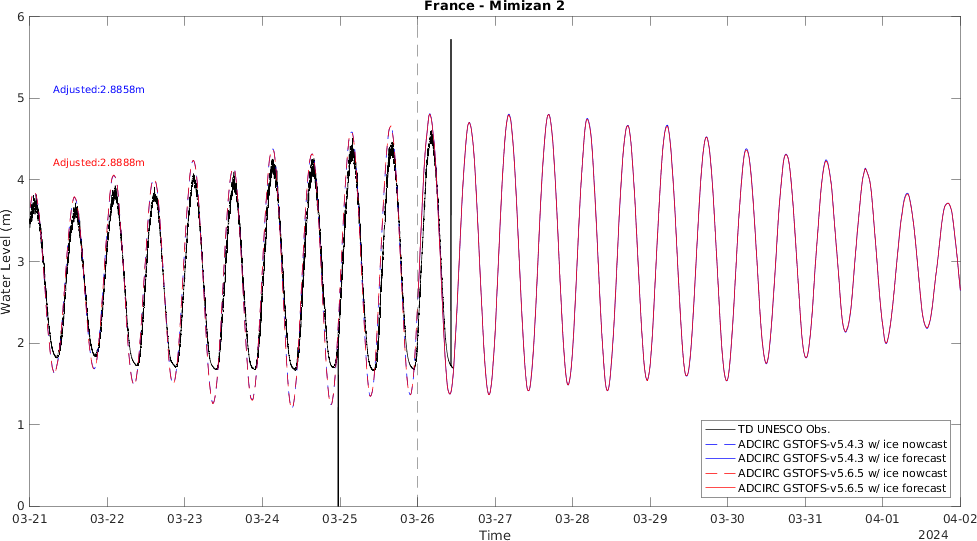 France - Mimizan 2
6
5
4
3
2
1
0
Water Level (m)
Adjusted:2.8858m
Adjusted:2.8888m
TD UNESCO Obs.
ADCIRC GSTOFS-v5.4.3 w/ ice nowcast
ADCIRC GSTOFS-v5.4.3 w/ ice forecast
ADCIRC GSTOFS-v5.6.5 w/ ice nowcast
ADCIRC GSTOFS-v5.6.5 w/ ice forecast
03-21 03-22 03-23 03-24 03-25 03-26 03-27 03-28 03-29 03-30 03-31 04-01 04-02
Time
2024